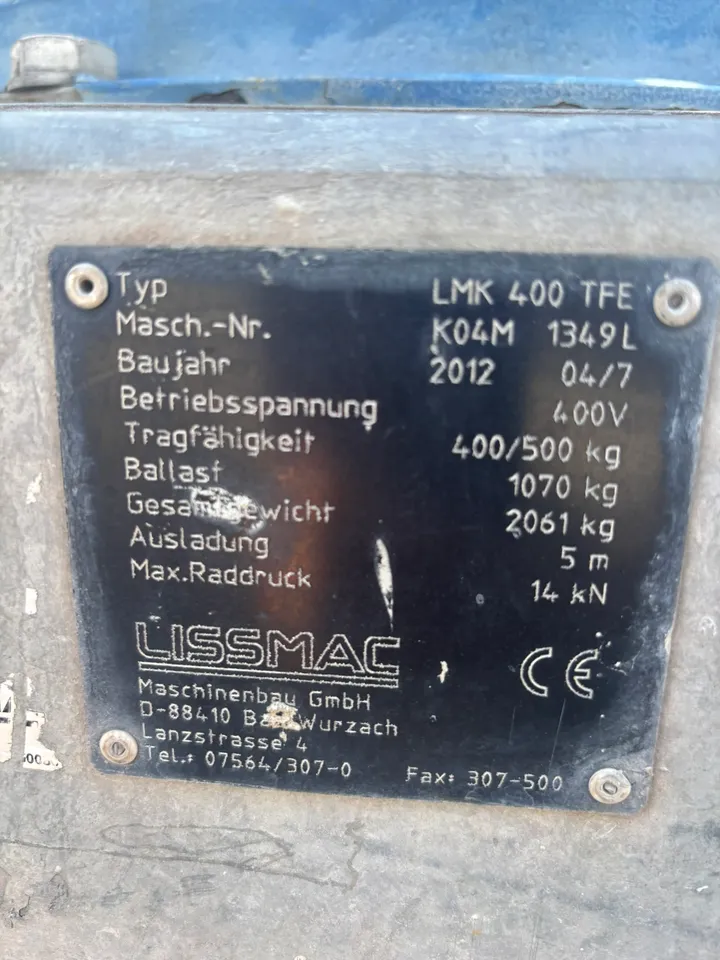 Typ LMK 400 TFE
Masch.-Nr. K04M 1349L
Baujahr 2012 04/7
Betriebsspannung 400V
Tragfähigkeit 400/500 kg
Ballast 1070 kg
Gesamtgewicht 2061 kg
Ausladung 5 m
Max.Raddruck 14 kN
LISSMAC
CE
Maschinenbau GmbH
D-88410 Bad Wurzach
Lanzstrasse 4
Tel.: 07564/307-0 Fax: 307-500